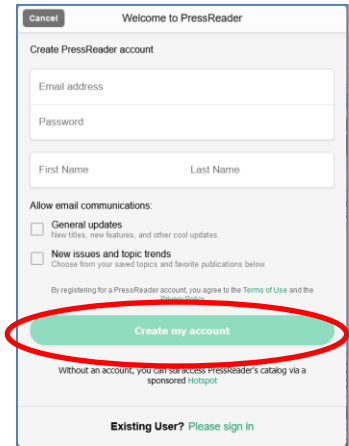 Cancel Welcome to PressReader
Create PressReader account
Email address
Password
First Name Last Name
Allow email communications:
General updates
New titles, new features, and other cool updates.
New issues and topic trends
Choose from your saved topics and favorite publications below.
By registering for a PressReader account, you agree to the Terms of Use and the
Privacy Policy.
Create my account
Without an account, you can still access PressReader's catalog via a
sponsored Hotspot
Existing User? Please sign in